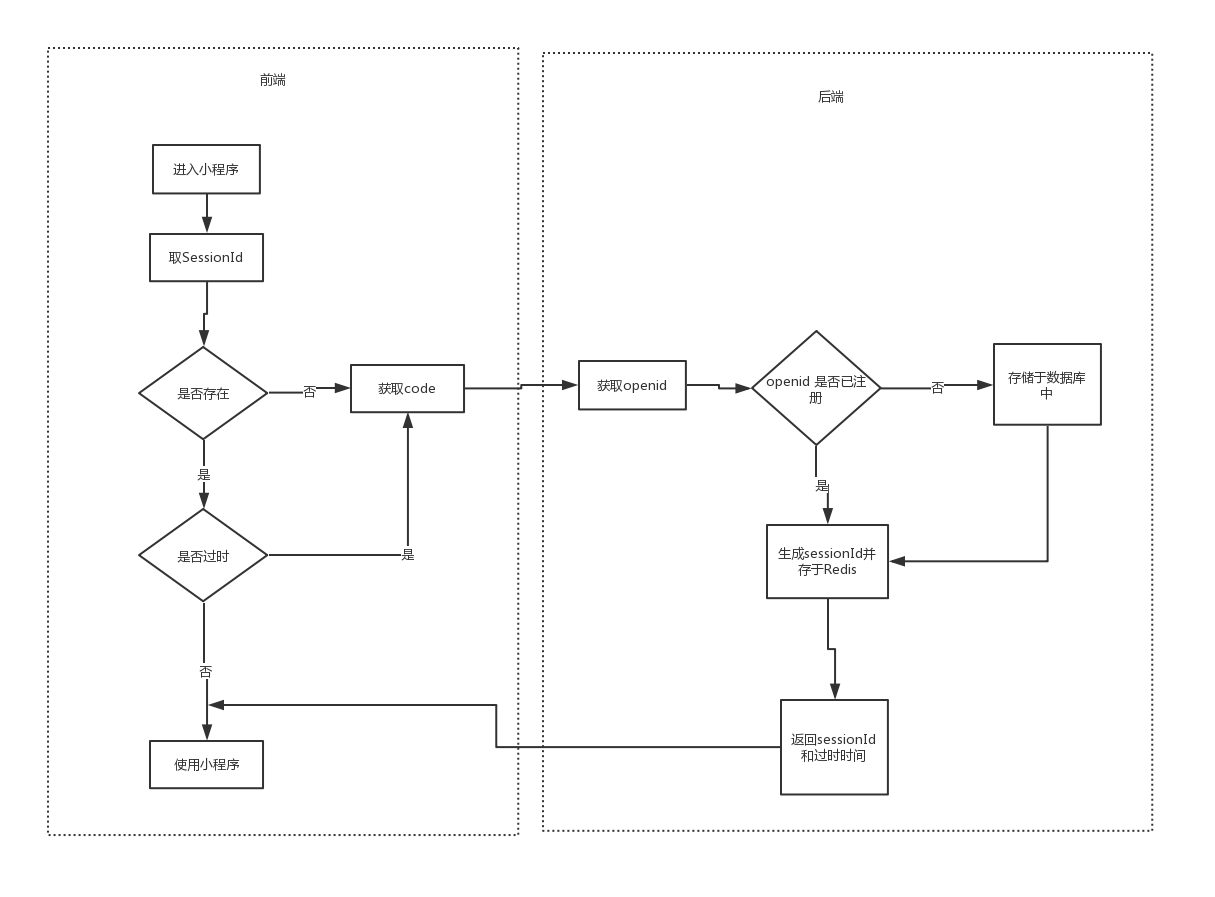 前端
后端
进入小程序
取SessionId
是否存在
否
获取code
是
是否过时
是
否
使用小程序
获取openid
openid 是否已注
册
否
存储于数据库
中
是
生成sessionId并
存于Redis
返回sessionId
和过时时间